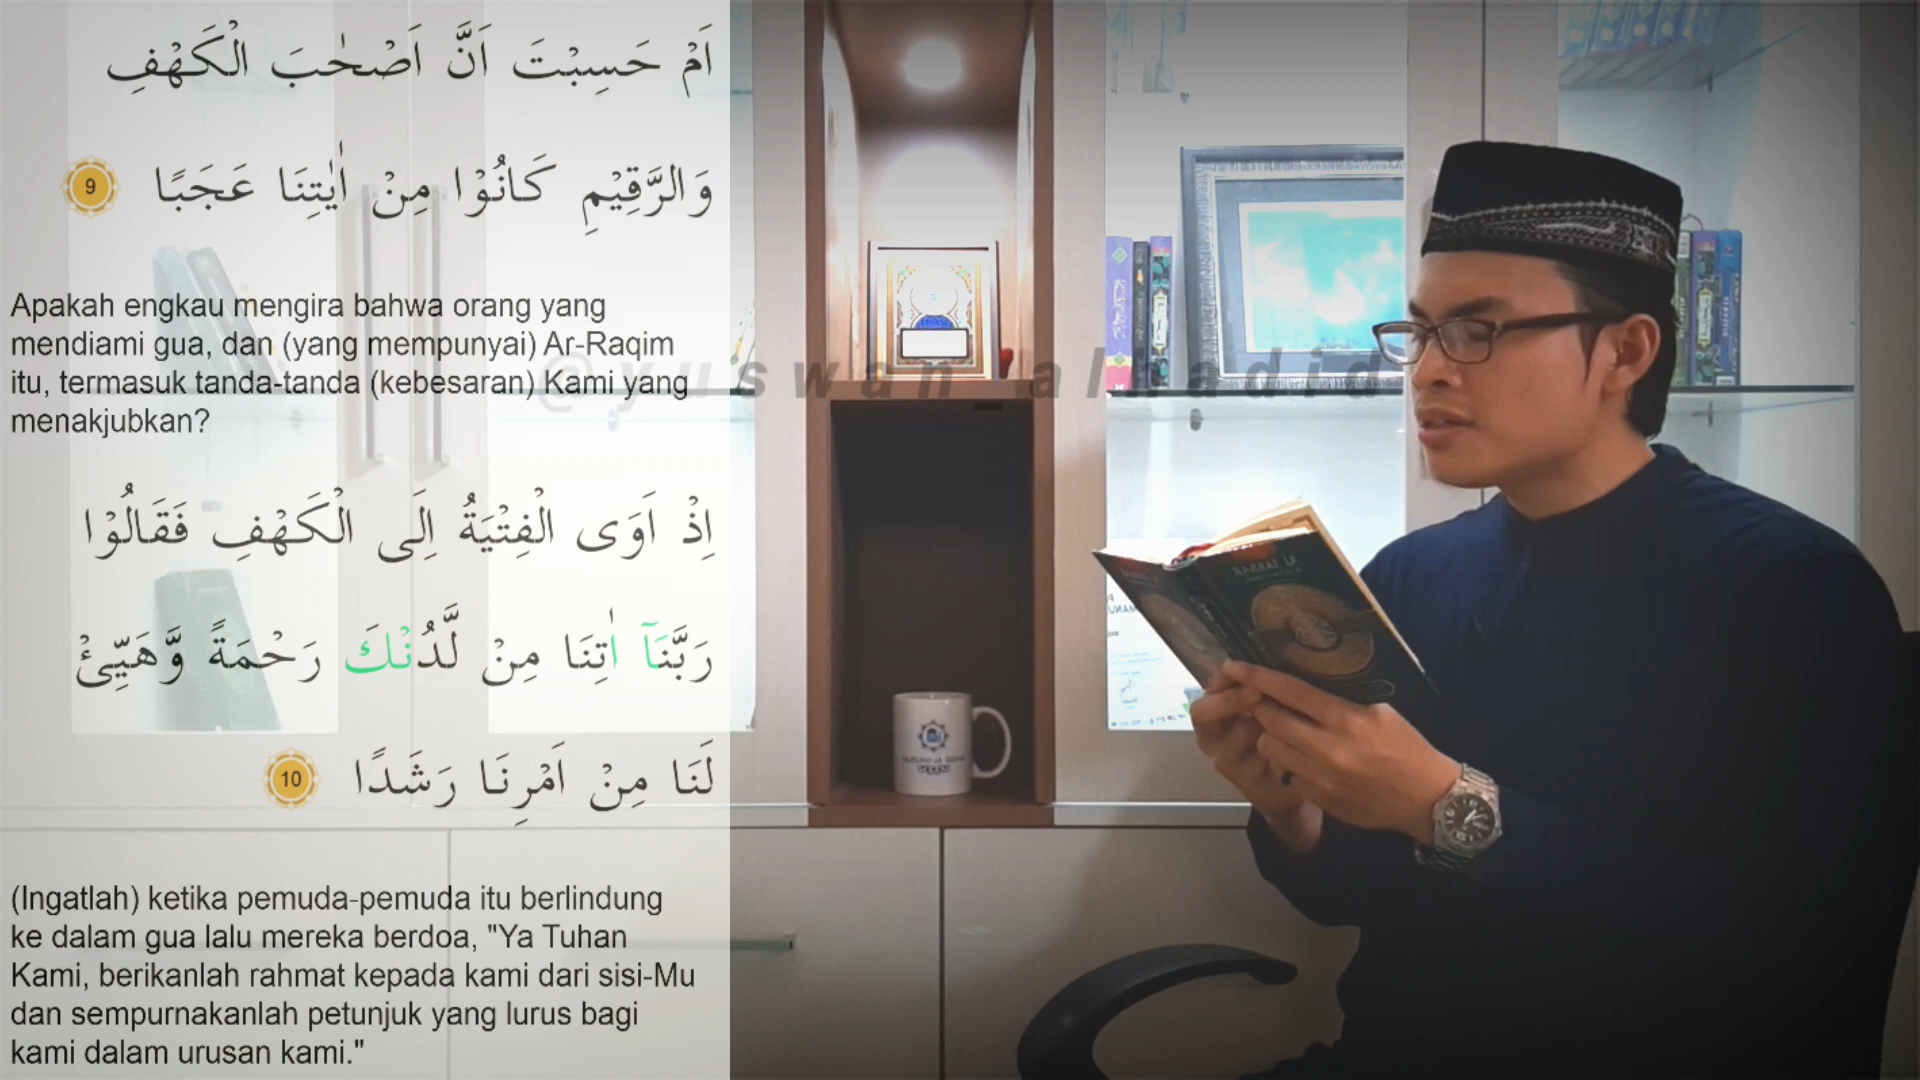 اَمْ حَسِبْتَ اَنَّ اَصْحٰبَ الْكَهْفِ
وَالرَّقِيْمِ كَانُوْا مِنْ اٰيٰتِنَا عَجَبًا 9
Apakah engkau mengira bahwa orang yang
mendiami gua, dan (yang mempunyai) Ar-Raqim
itu, termasuk tanda-tanda (kebesaran) Kami yang
menakjubkan?
اِذْ اَوَى الْفِتْيَةُ اِلَى الْكَهْفِ فَقَالُوْا
رَبَّنَآ اٰتِنَا مِنْ لَّدُنْكَ رَحْمَةً وَّهَيِّئْ
لَنَا مِنْ اَمْرِنَا رَشَدًا 10
(Ingatlah) ketika pemuda-pemuda itu berlindung
ke dalam gua lalu mereka berdoa, "Ya Tuhan
Kami, berikanlah rahmat kepada kami dari sisi-Mu
dan sempurnakanlah petunjuk yang lurus bagi
kami dalam urusan kami."
@yuswan alhadid